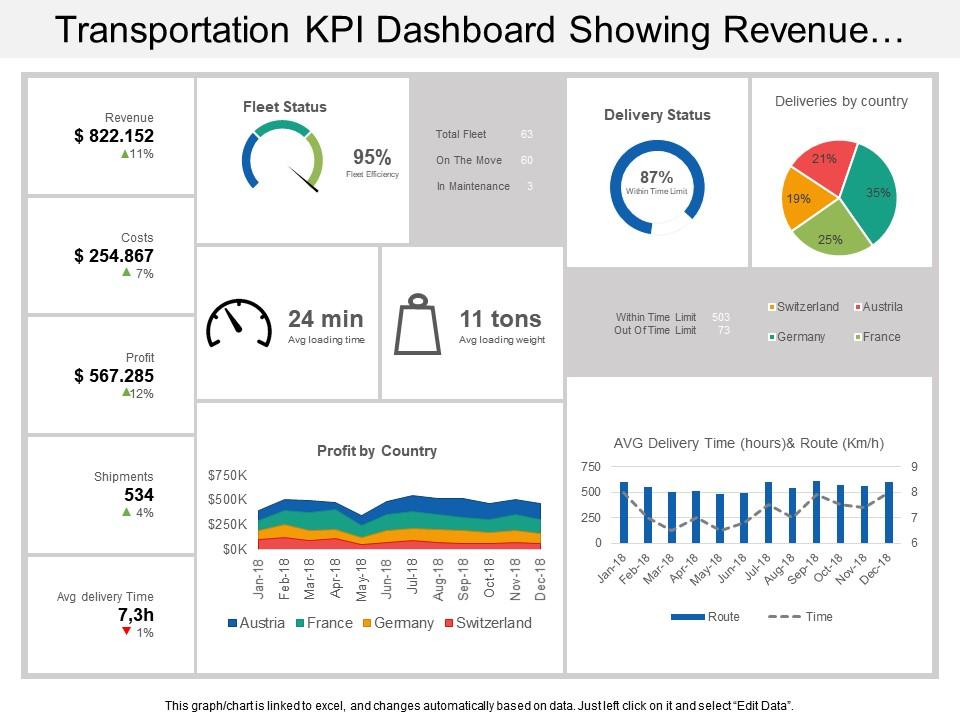 Transportation KPI Dashboard Showing Revenue…
Revenue
$ 822.152
▲11%
Costs
$ 254.867
▲ 7%
Profit
$ 567.285
▲12%
Shipments
534
▲ 4%
Avg delivery Time
7,3h
▼ 1%
Fleet Status
95%
Fleet Efficiency
Total Fleet 63
On The Move 60
In Maintenance 3
24 min
Avg loading time
11 tons
Avg loading weight
Profit by Country
$750K
$500K
$250K
$0K
Jan-18 Feb-18 Mar-18 Apr-18 May-18 Jun-18 Jul-18 Aug-18 Sep-18 Oct-18 Nov-18 Dec-18
Austria France Germany Switzerland
Delivery Status
87%
Within Time Limit
Deliveries by country
21%
35%
19%
25%
Within Time Limit 503
Out Of Time Limit 73
Switzerland Austrila
Germany France
AVG Delivery Time (hours)& Route (Km/h)
750 9
500 8
250 7
0 6
Jan-18 Feb-18 Mar-18 Apr-18 May-18 Jun-18 Jul-18 Aug-18 Sep-18 Oct-18 Nov-18 Dec-18
Route Time
This graph/chart is linked to excel, and changes automatically based on data. Just left click on it and select “Edit Data”.